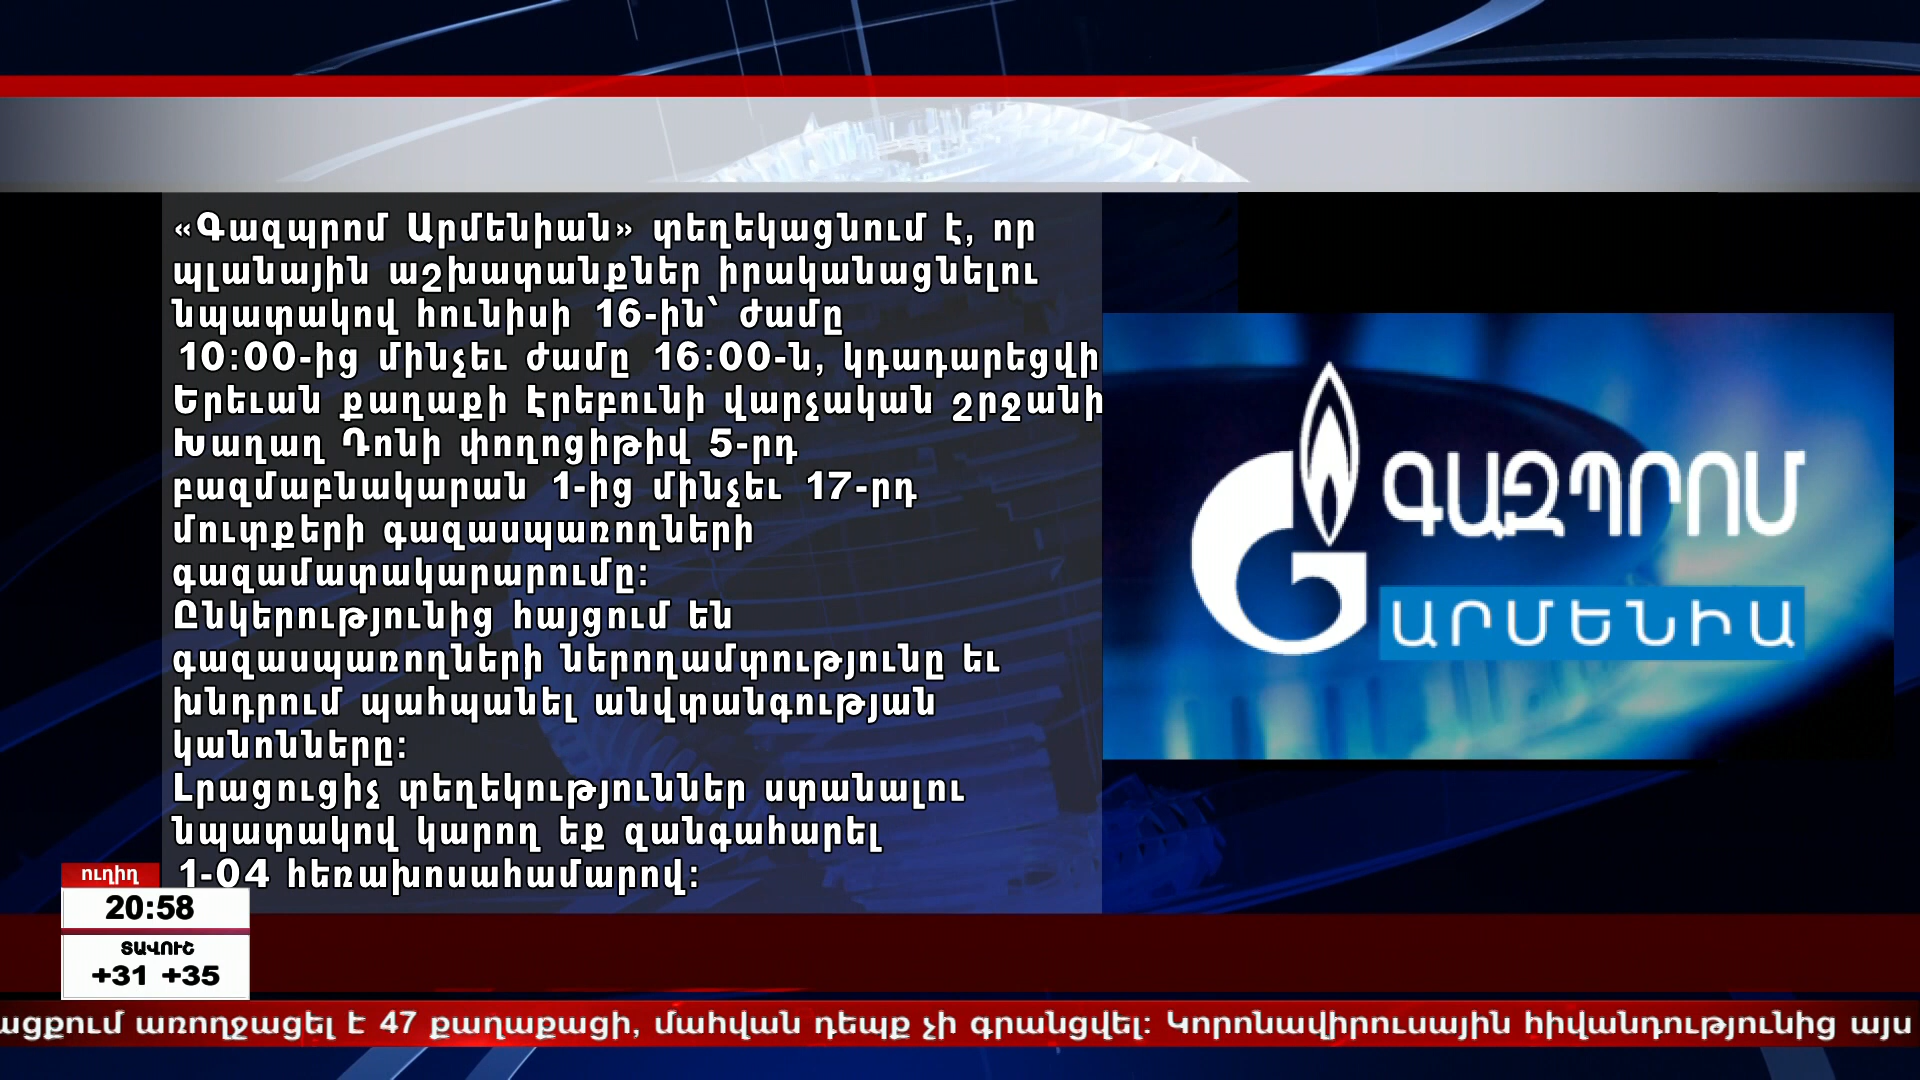 «Գազպրոմ Արմենիան» տեղեկացնում է, որ
պլանային աշխատանքներ իրականացնելու
նպատակով հունիսի 16-ին՝ ժամը
10:00-ից մինչեւ ժամը 16:00-ն, կդադարեցվի
Երեւան քաղաքի Էրեբունի վարչական շրջանի
Խաղաղ Դոնի փողոցիթիվ 5-րդ
բազմաբնակարան 1-ից մինչեւ 17-րդ
մուտքերի գազասպառողների
գազամատակարարումը:
Ընկերությունից հայցում են
գազասպառողների ներողամտությունը եւ
խնդրում պահպանել անվտանգության
կանոնները:
Լրացուցիչ տեղեկություններ ստանալու
նպատակով կարող եք զանգահարել
1-04 հեռախոսահամարով:
ԳԱԶՊՐՈՄ
ԱՐՄԵՆԻԱ
ուղիղ
20:58
ՏԱՎՈՒՇ
+31 +35
ացքում առողջացել է 47 քաղաքացի, մահվան դեպք չի գրանցվել: Կորոնավիրուսային հիվանդությունից այս